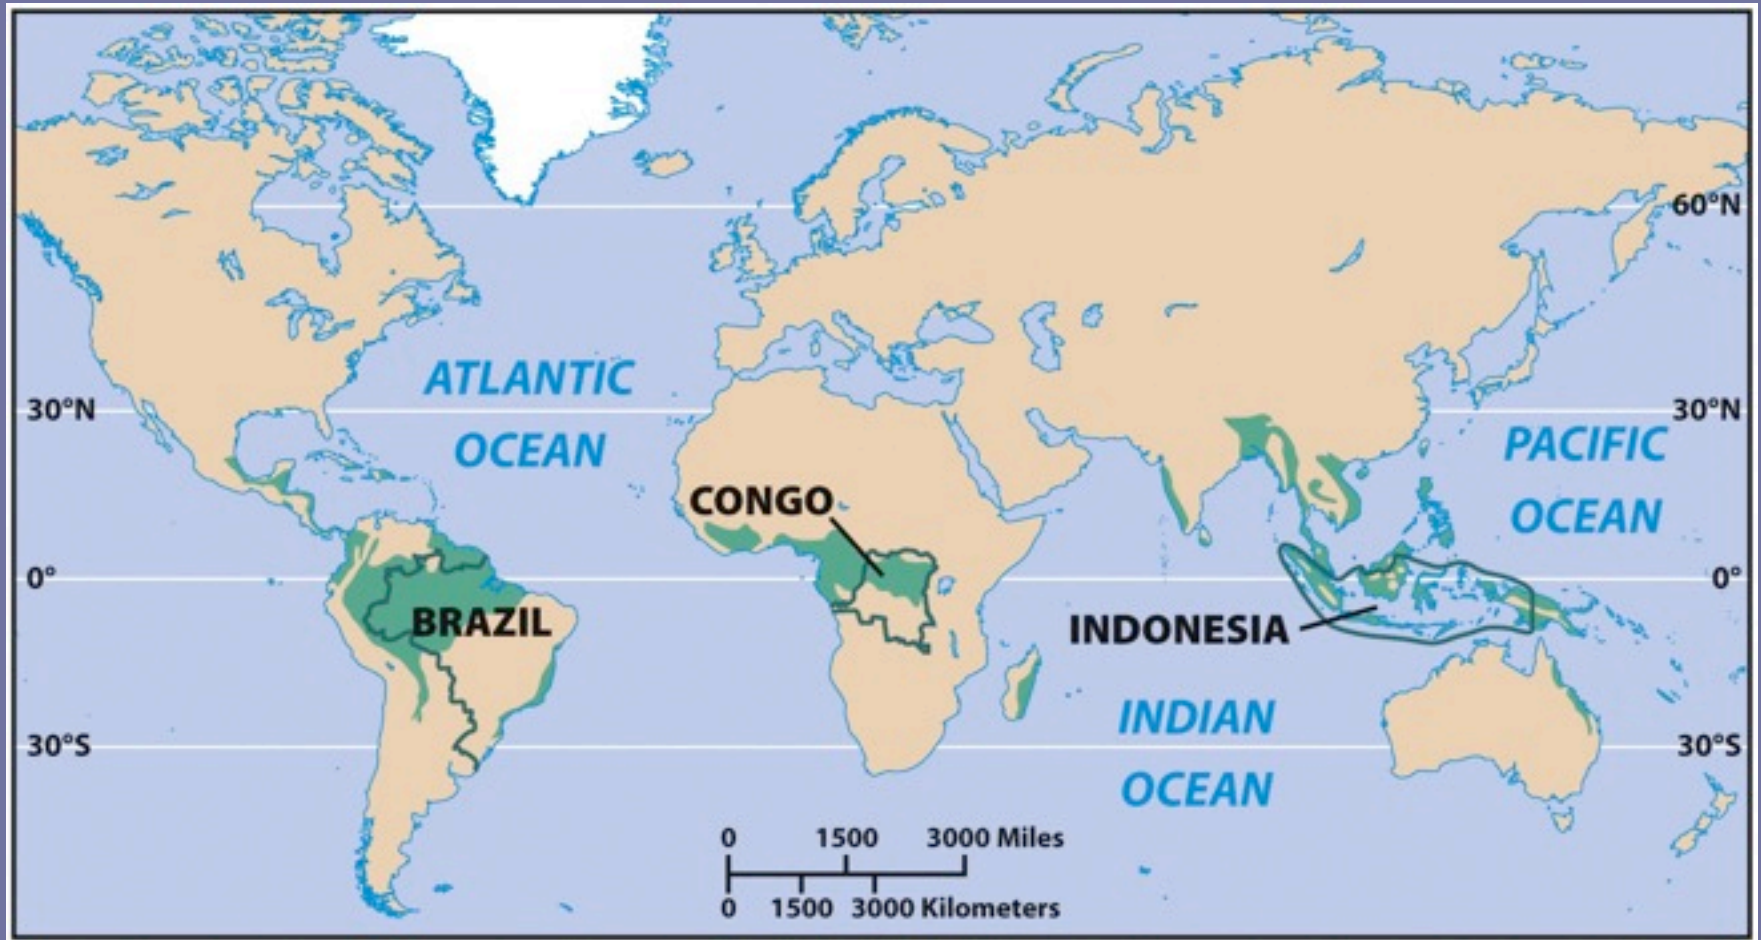 60°N
ATLANTIC
OCEAN
30°N
30°N
PACIFIC
OCEAN
CONGO
0°
0°
BRAZIL
INDONESIA
INDIAN
OCEAN
30°S
30°S
0 1500 3000 Miles
0 1500 3000 Kilometers